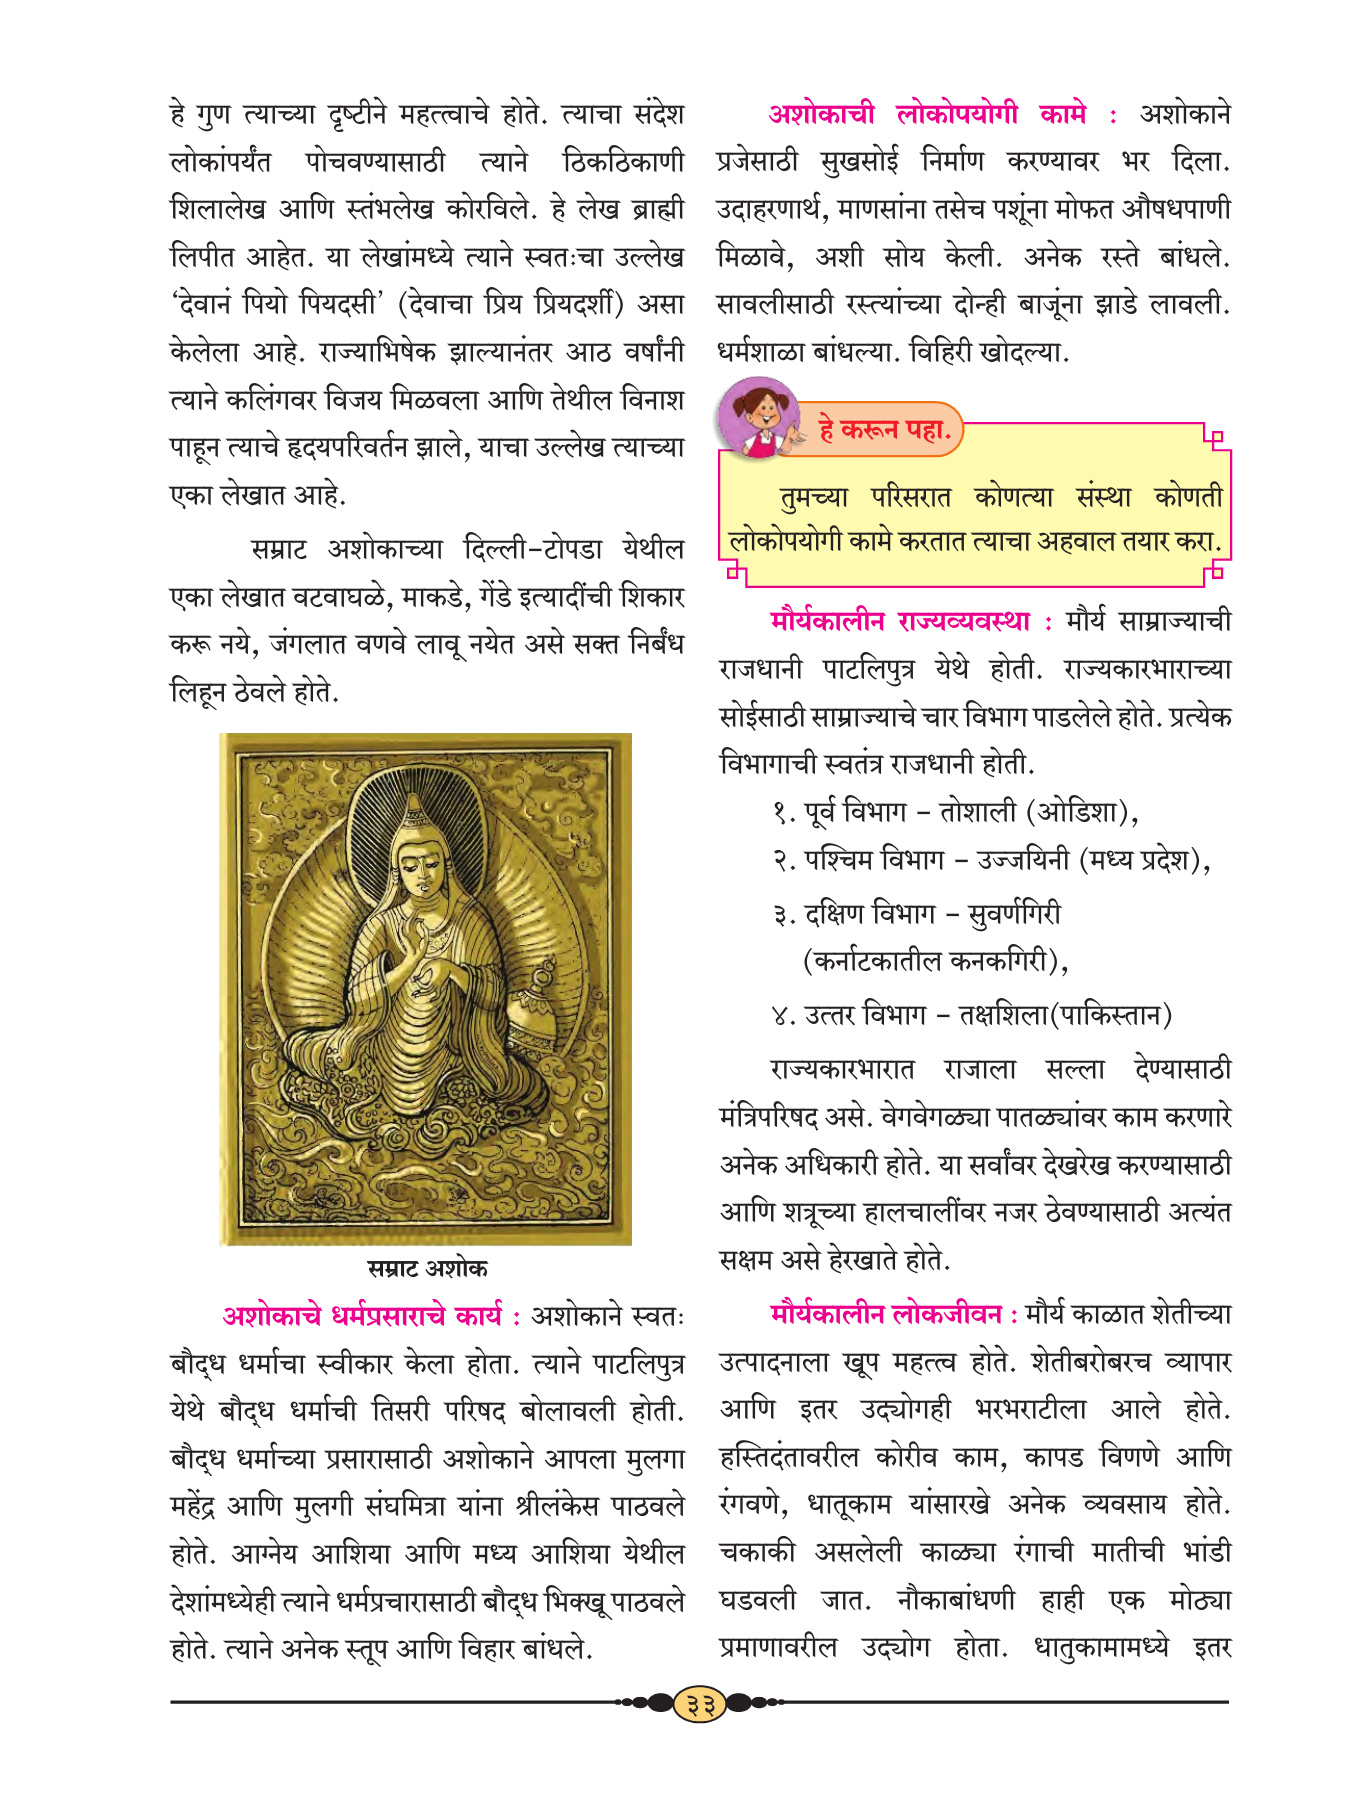 हे गुण त्याच्या दृष्टीने महत्त्वाचे होते. त्याचा संदेश
लोकांपर्यंत पोचवण्यासाठी त्याने ठिकठिकाणी
शिलालेख आणि स्तंभलेख कोरविले. हे लेख ब्राह्मी
लिपीत आहेत. या लेखांमध्ये त्याने स्वतःचा उल्लेख
‘देवानं पियो पियदसी’ (देवाचा प्रिय प्रियदर्शी) असा
केलेला आहे. राज्याभिषेक झाल्यानंतर आठ वर्षांनी
त्याने कलिंगवर विजय मिळवला आणि तेथील विनाश
पाहून त्याचे हृदयपरिवर्तन झाले, याचा उल्लेख त्याच्या
एका लेखात आहे.
सम्राट अशोकाच्या दिल्ली-टोपडा येथील
एका लेखात वटवाघळे, माकडे, गेंडे इत्यादींची शिकार
करू नये, जंगलात वणवे लावू नयेत असे सक्त निर्बंध
लिहून ठेवले होते.
सम्राट अशोक
अशोकाचे धर्मप्रसाराचे कार्य : अशोकाने स्वतः
बौद्ध धर्माचा स्वीकार केला होता. त्याने पाटलिपुत्र
येथे बौद्ध धर्माची तिसरी परिषद बोलावली होती.
बौद्ध धर्माच्या प्रसारासाठी अशोकाने आपला मुलगा
महेंद्र आणि मुलगी संघमित्रा यांना श्रीलंकेस पाठवले
होते. आग्नेय आशिया आणि मध्य आशिया येथील
देशांमध्येही त्याने धर्मप्रचारासाठी बौद्ध भिक्खू पाठवले
होते. त्याने अनेक स्तूप आणि विहार बांधले.
अशोकाची लोकोपयोगी कामे : अशोकाने
प्रजेसाठी सुखसोई निर्माण करण्यावर भर दिला.
उदाहरणार्थ, माणसांना तसेच पशूंना मोफत औषधपाणी
मिळावे, अशी सोय केली. अनेक रस्ते बांधले.
सावलीसाठी रस्त्यांच्या दोन्ही बाजूंना झाडे लावली.
धर्मशाळा बांधल्या. विहिरी खोदल्या.
हे करून पहा.
तुमच्या परिसरात कोणत्या संस्था कोणती
लोकोपयोगी कामे करतात त्याचा अहवाल तयार करा.
मौर्यकालीन राज्यव्यवस्था : मौर्य साम्राज्याची
राजधानी पाटलिपुत्र येथे होती. राज्यकारभाराच्या
सोईसाठी साम्राज्याचे चार विभाग पाडलेले होते. प्रत्येक
विभागाची स्वतंत्र राजधानी होती.
१. पूर्व विभाग - तोशाली (ओडिशा),
२. पश्चिम विभाग - उज्जयिनी (मध्य प्रदेश),
३. दक्षिण विभाग - सुवर्णगिरी
(कर्नाटकातील कनकगिरी),
४. उत्तर विभाग - तक्षशिला(पाकिस्तान)
राज्यकारभारात राजाला सल्ला देण्यासाठी
मंत्रिपरिषद असे. वेगवेगळ्या पातळ्यांवर काम करणारे
अनेक अधिकारी होते. या सर्वांवर देखरेख करण्यासाठी
आणि शत्रूच्या हालचालींवर नजर ठेवण्यासाठी अत्यंत
सक्षम असे हेरखाते होते.
मौर्यकालीन लोकजीवन : मौर्य काळात शेतीच्या
उत्पादनाला खूप महत्त्व होते. शेतीबरोबरच व्यापार
आणि इतर उद्योगही भरभराटीला आले होते.
हस्तिदंतावरील कोरीव काम, कापड विणणे आणि
रंगवणे, धातूकाम यांसारखे अनेक व्यवसाय होते.
चकाकी असलेली काळ्या रंगाची मातीची भांडी
घडवली जात. नौकाबांधणी हाही एक मोठ्या
प्रमाणावरील उद्योग होता. धातुकामामध्ये इतर
३३